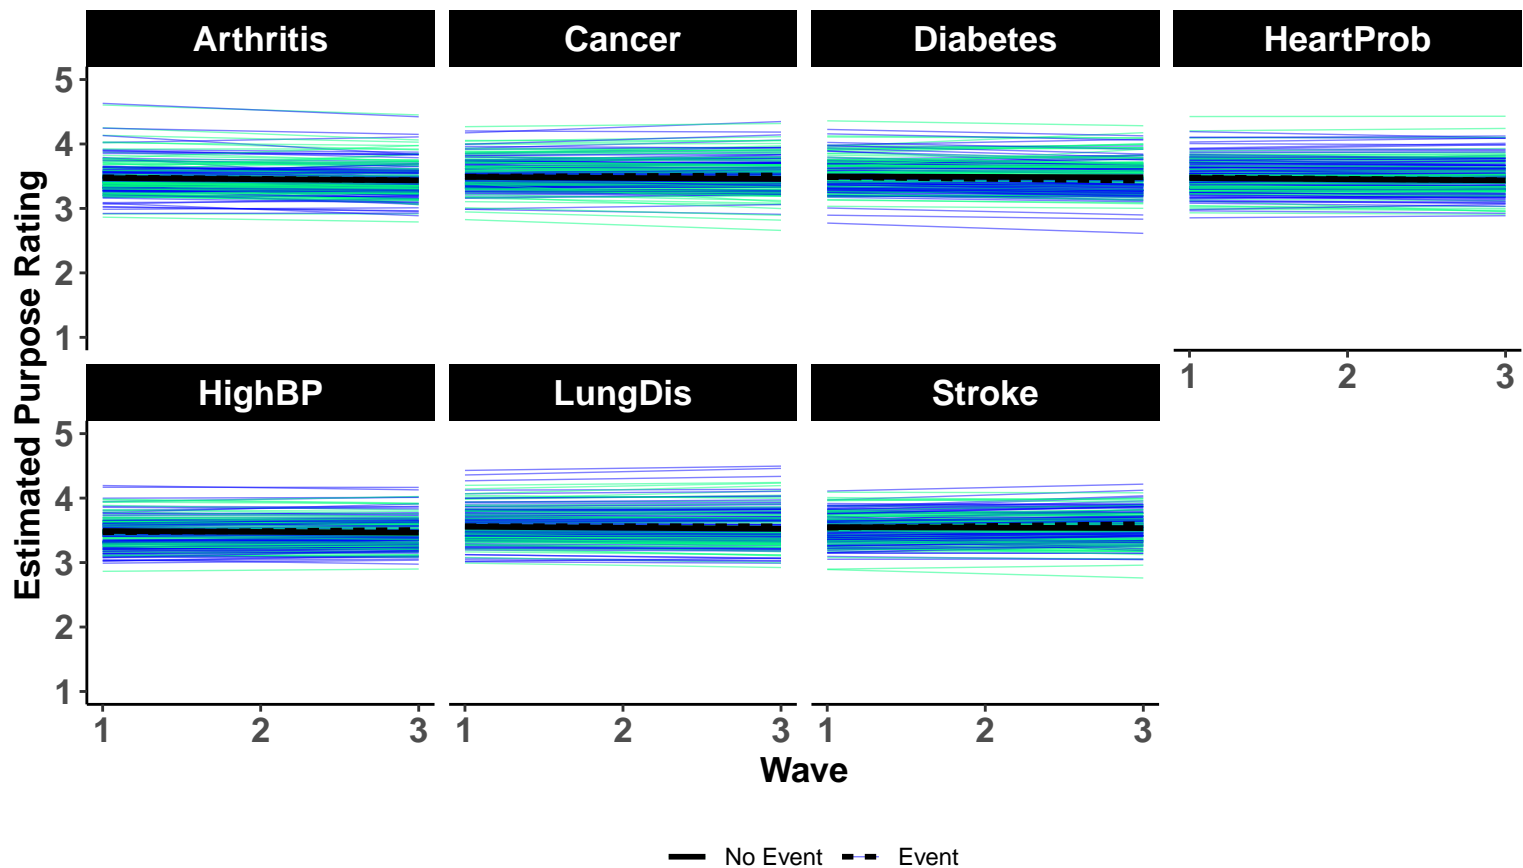 Arthritis Cancer Diabetes HeartProb
5
4
3
2
1
1 2 3
Estimated Purpose Rating
HighBP LungDis Stroke
5
4
3
2
1
1 2 3 1 2 3 1 2 3
Wave
No Event Event